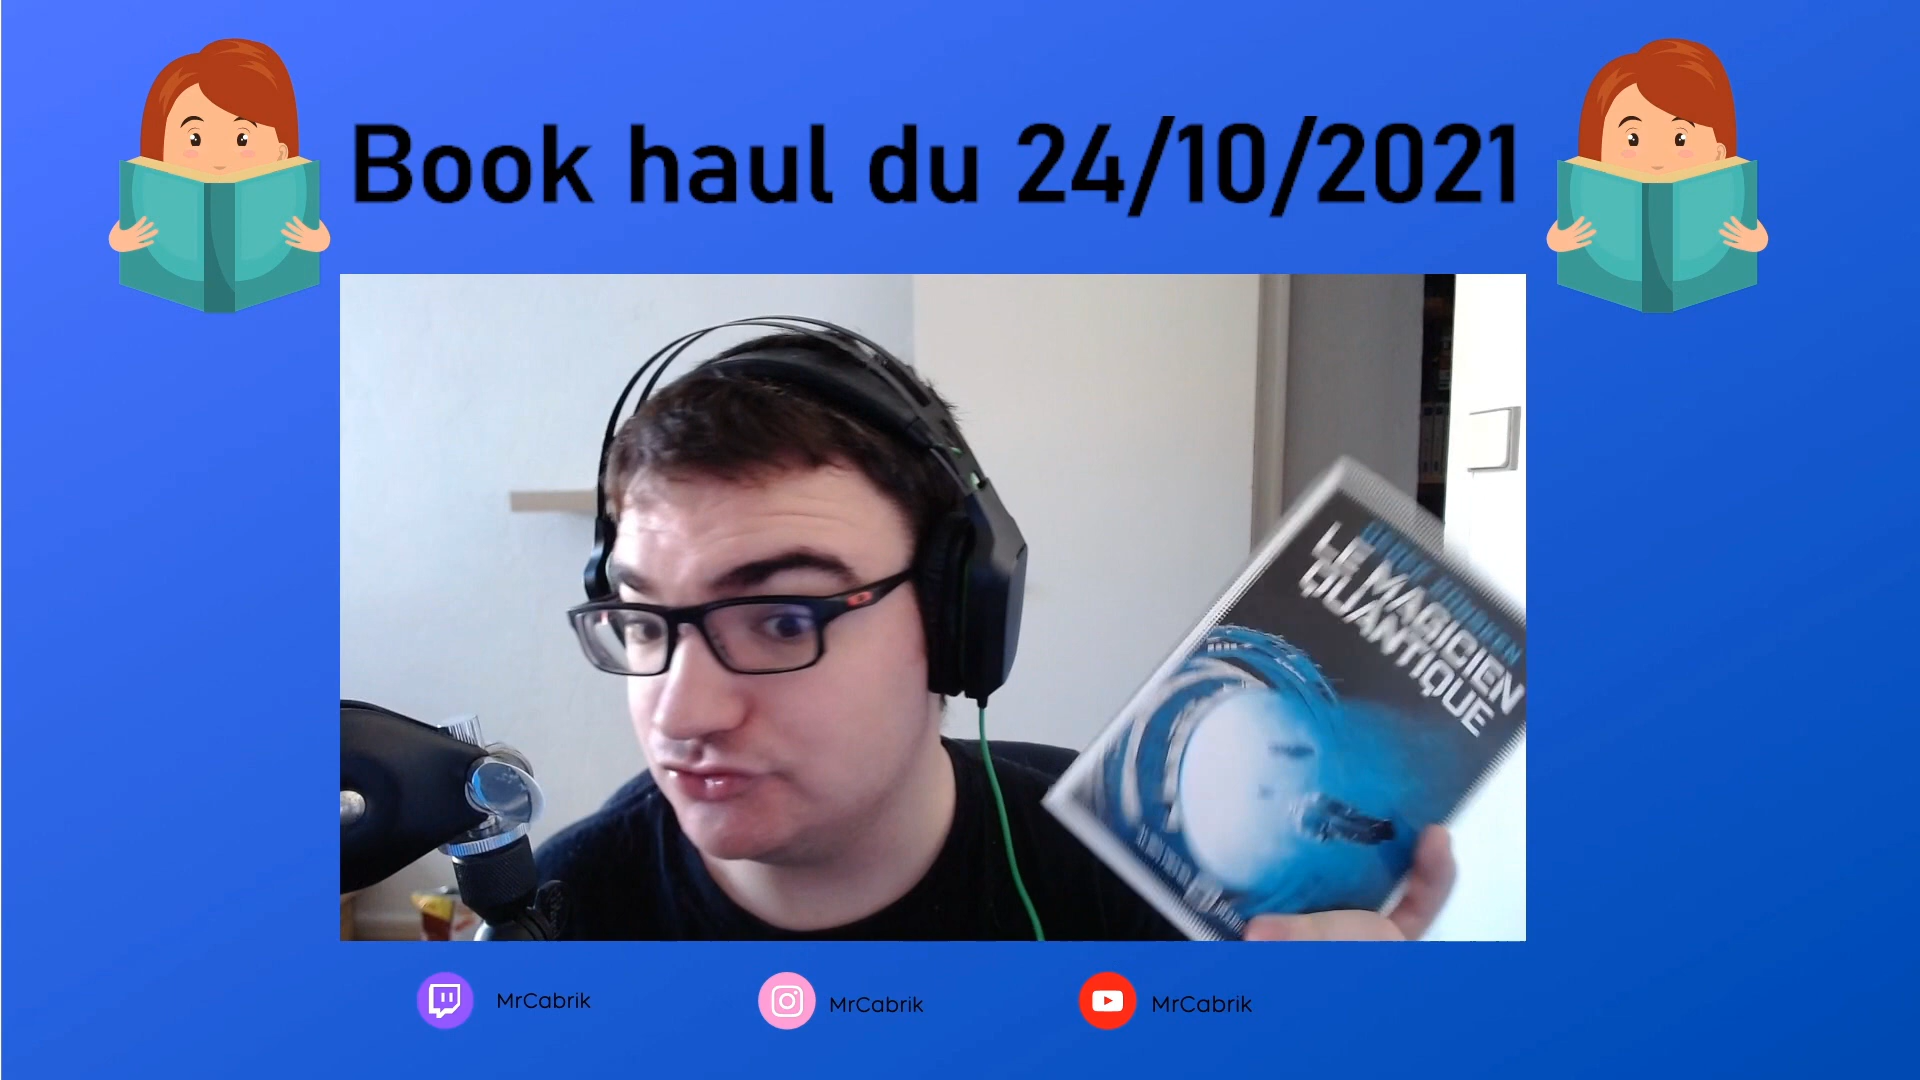 Book haul du 24/10/2021
LE MAGICIEN
QUANTIQUE
MrCabrik
MrCabrik
MrCabrik